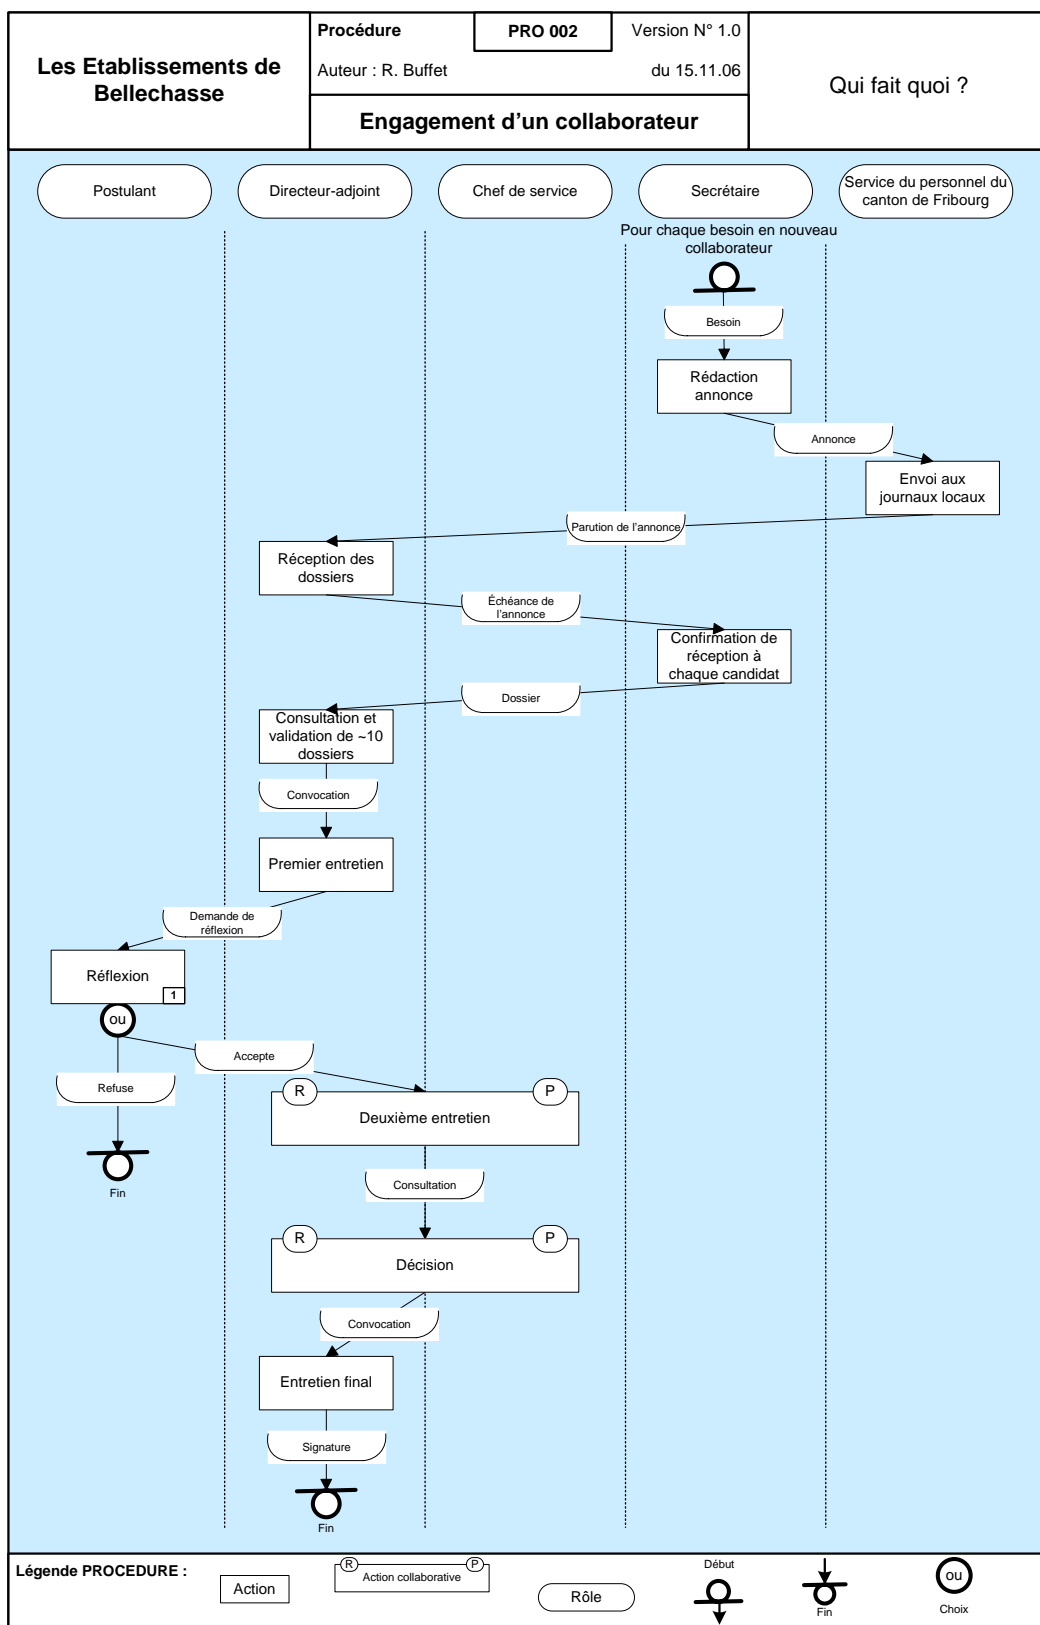 Les Etablissements de
Bellechasse
Procédure
PRO 002
Version N° 1.0
Auteur : R. Buffet
du 15.11.06
Engagement d'un collaborateur
Qui fait quoi ?
Postulant
Directeur-adjoint
Chef de service
Secrétaire
Service du personnel du
canton de Fribourg
Pour chaque besoin en nouveau
collaborateur
Besoin
Rédaction
annonce
Annonce
Envoi aux
journaux locaux
Parution de l'annonce
Réception des
dossiers
Échéance de
l'annonce
Confirmation de
réception à
chaque candidat
Dossier
Consultation et
validation de ~10
dossiers
Convocation
Premier entretien
Demande de
réflexion
Réflexion
1
ou
Accepte
Refuse
Fin
R
P
Deuxième entretien
Consultation
R
P
Décision
Convocation
Entretien final
Signature
Fin
Légende PROCEDURE :
Action
R
P
Action collaborative
Rôle
Début
Fin
ou
Choix